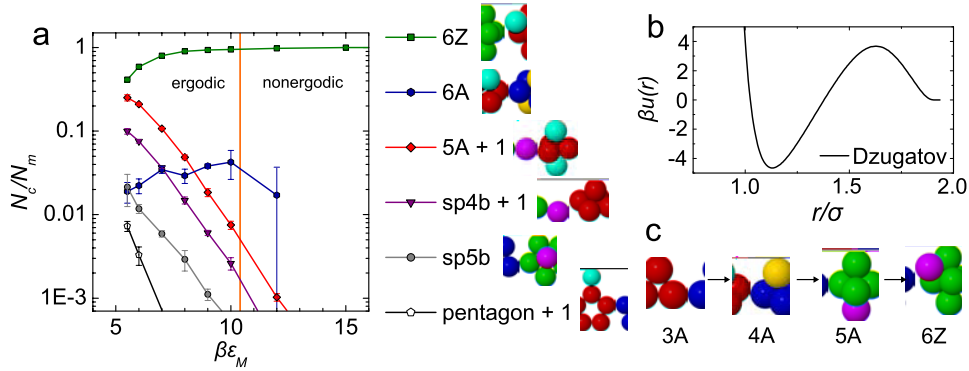 a
1
0.1
0.01
1E-3
N_c/N_m
ergodic
nonergodic
5
10
15
βε_M
6Z
6A
5A + 1
sp4b + 1
sp5b
pentagon + 1
b
4
2
0
-2
-4
βu(r)
Dzugatov
1.0
1.5
2.0
r/σ
c
3A
4A
5A
6Z